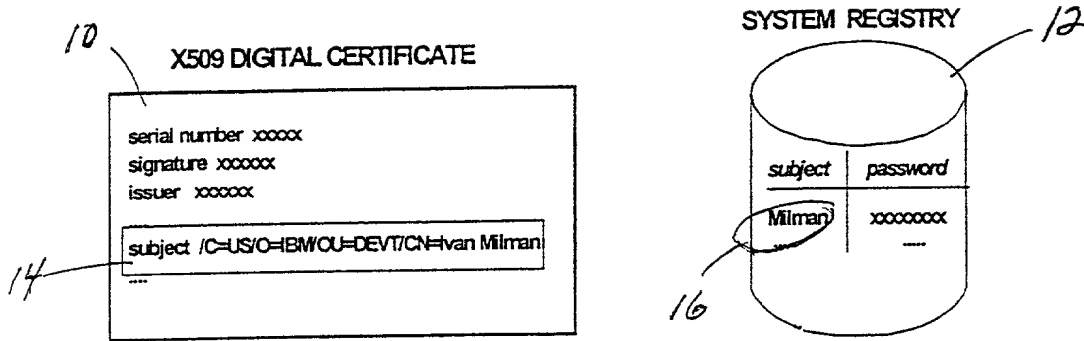 10
X509 DIGITAL CERTIFICATE
serial number xxxxx
signature xxxxxx
issuer xxxxxx
subject /C=US/O=IBM/OU=DEVT/CN=Ivan Milman
....
14
SYSTEM REGISTRY
12
subject password
Milman xxxxxxxx
.... ----
16